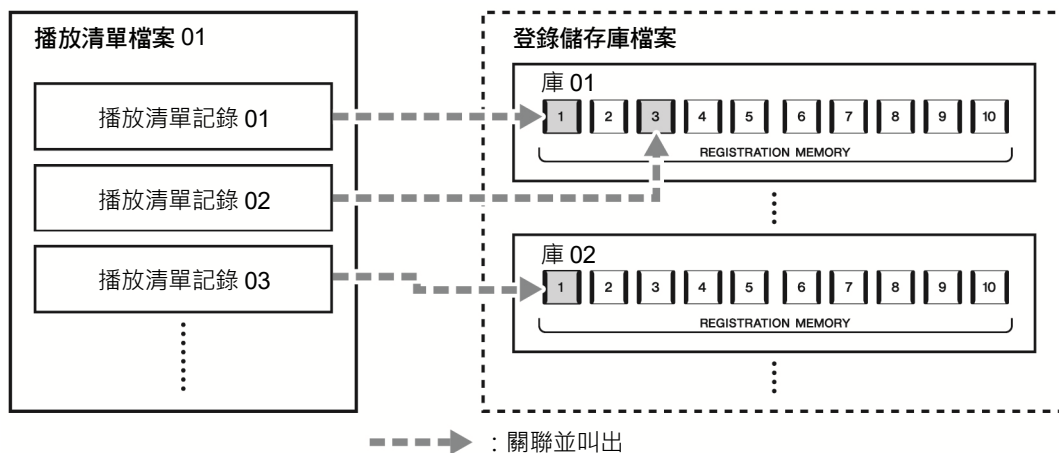 播放清單檔案 01
播放清單記錄 01
播放清單記錄 02
播放清單記錄 03
登錄儲存庫檔案
庫 01
1 2 3 4 5 6 7 8 9 10
REGISTRATION MEMORY
庫 02
1 2 3 4 5 6 7 8 9 10
REGISTRATION MEMORY
：關聯並叫出